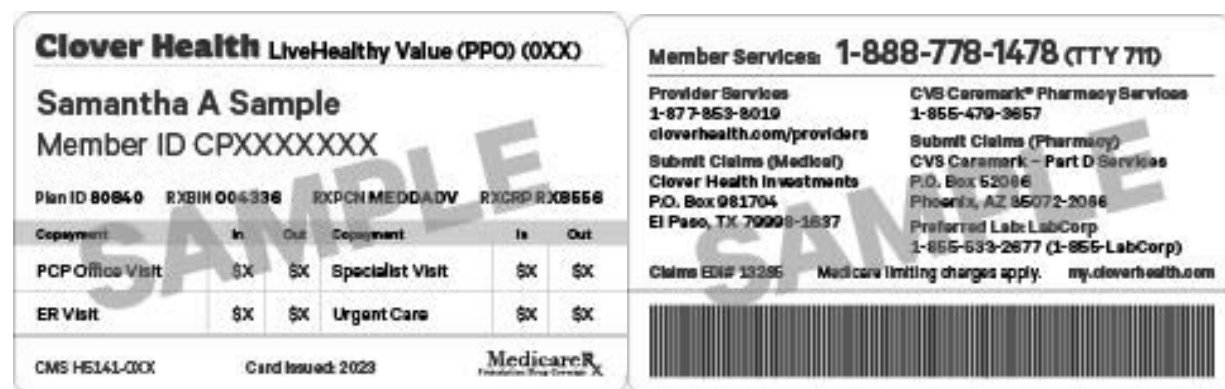 Clover Health LiveHealthy Value (PPO) (0XX)
Samantha A Sample
Member ID CPXXXXXXX
Plan ID 80840 RXBIN 004336 RXPCN MEDDADV RXGRP RX8556
Copayment In Out Copayment In Out
PCP Office Visit $X $X Specialist Visit $X $X
ER Visit $X $X Urgent Care $X $X
CMS H5141-0XX Card Issued: 2023 MedicareRx
Prescription Drug Coverage
SAMPLE
Member Services: 1-888-778-1478 (TTY 711)
Provider Services
1-877-853-8019
cloverhealth.com/providers
Submit Claims (Medical)
Clover Health Investments
P.O. Box 981704
El Paso, TX 79998-1637
CVS Caremark® Pharmacy Services
1-855-479-3657
Submit Claims (Pharmacy)
CVS Caremark – Part D Services
P.O. Box 52066
Phoenix, AZ 85072-2066
Preferred Lab: LabCorp
1-855-533-2677 (1-855-LabCorp)
Claims EDI# 13285 Medicare limiting charges apply. my.cloverhealth.com
SAMPLE